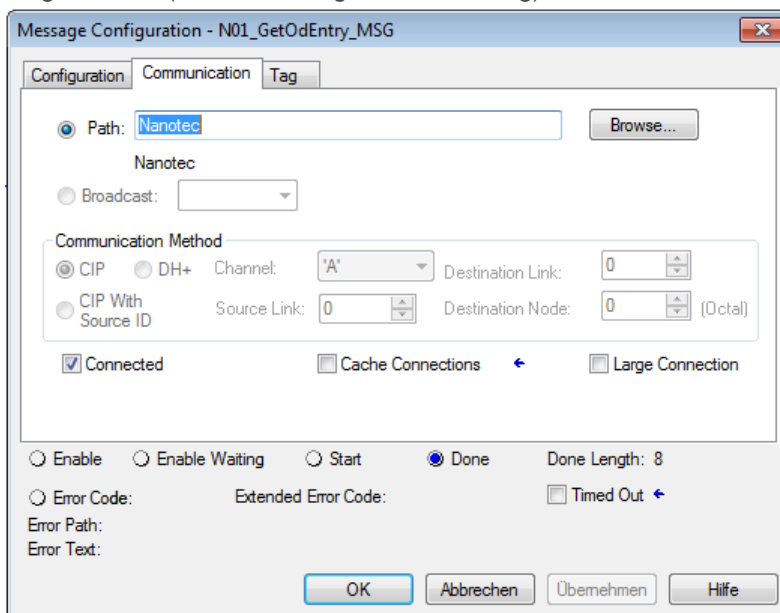 Message Configuration - N01_GetOdEntry_MSG
Configuration Communication Tag
Path: Nanotec Browse...
Nanotec
Broadcast:
Communication Method
CIP DH+ Channel: 'A' Destination Link: 0
CIP With Source ID Source Link: 0 Destination Node: 0 (Octal)
Connected Cache Connections Large Connection
Enable Enable Waiting Start Done Done Length: 8
Error Code: Extended Error Code: Timed Out
Error Path:
Error Text:
OK Abbrechen Übernehmen Hilfe